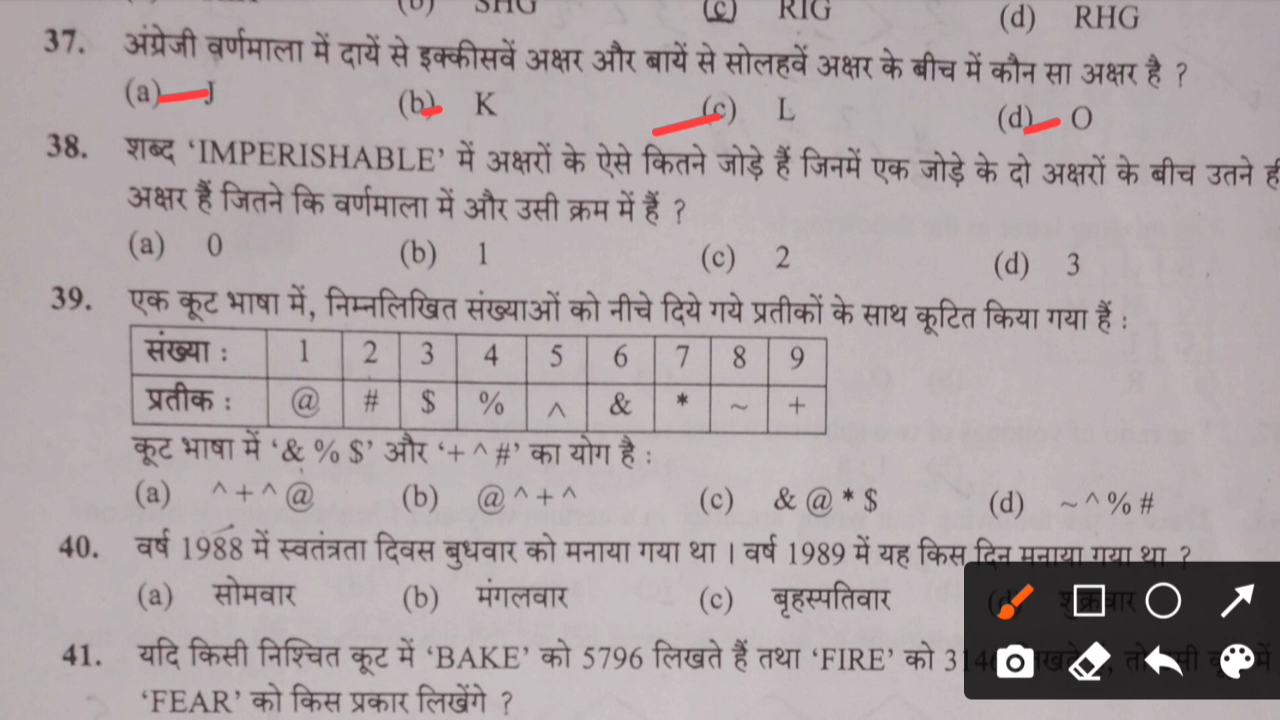 (b) SHG (c) RIG (d) RHG
37. अंग्रेजी वर्णमाला में दायें से इक्कीसवें अक्षर और बायें से सोलहवें अक्षर के बीच में कौन सा अक्षर है ?
(a) J (b) K (c) L (d) O
38. शब्द ‘IMPERISHABLE’ में अक्षरों के ऐसे कितने जोड़े हैं जिनमें एक जोड़े के दो अक्षरों के बीच उतने ही
अक्षर हैं जितने कि वर्णमाला में और उसी क्रम में हैं ?
(a) 0 (b) 1 (c) 2 (d) 3
39. एक कूट भाषा में, निम्नलिखित संख्याओं को नीचे दिये गये प्रतीकों के साथ कूटित किया गया हैं :
संख्या : 1 2 3 4 5 6 7 8 9
प्रतीक : @ # $ % ^ & * ~ +
कूट भाषा में ‘& % $’ और ‘+ ^ #’ का योग है :
(a) ^ + ^ @ (b) @ ^ + ^ (c) & @ * $ (d) ~ ^ % #
40. वर्ष 1988 में स्वतंत्रता दिवस बुधवार को मनाया गया था । वर्ष 1989 में यह किस दिन मनाया गया था ?
(a) सोमवार (b) मंगलवार (c) बृहस्पतिवार (d) शुक्रवार
41. यदि किसी निश्चित कूट में ‘BAKE’ को 5796 लिखते हैं तथा ‘FIRE’ को 3146 में
‘FEAR’ को किस प्रकार लिखेंगे ?